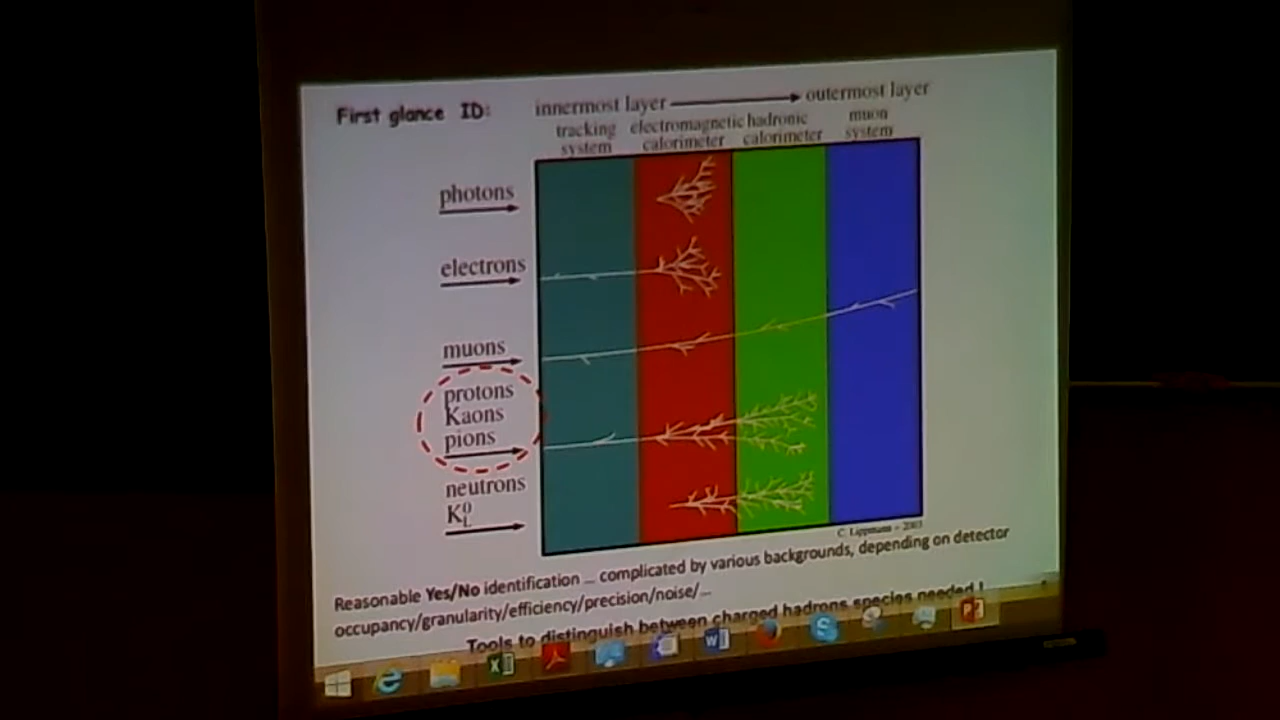 First glance ID:
innermost layer → outermost layer
tracking system
electromagnetic calorimeter
hadronic calorimeter
muon system
photons
electrons
muons
protons
Kaons
pions
neutrons
K⁰L
C. Lippmann - 2003
Reasonable Yes/No identification ... complicated by various backgrounds, depending on detector
occupancy/granularity/efficiency/precision/noise/...
Tools to distinguish between charged hadrons species needed !